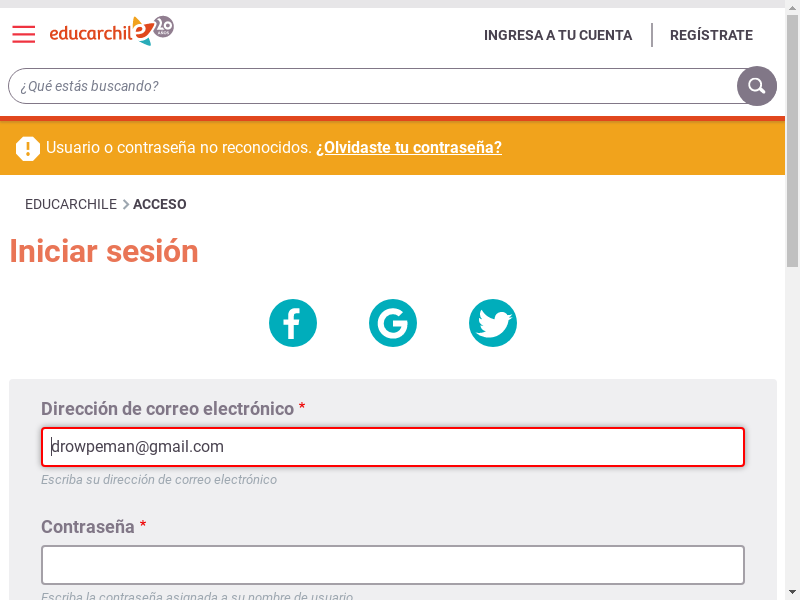 educarchile 20 AÑOS
INGRESA A TU CUENTA
REGÍSTRATE
¿Qué estás buscando?
Usuario o contraseña no reconocidos. ¿Olvidaste tu contraseña?
EDUCARCHILE > ACCESO
Iniciar sesión
Dirección de correo electrónico *
drowpeman@gmail.com
Escriba su dirección de correo electrónico
Contraseña *
Escriba la contraseña asignada a su nombre de usuario